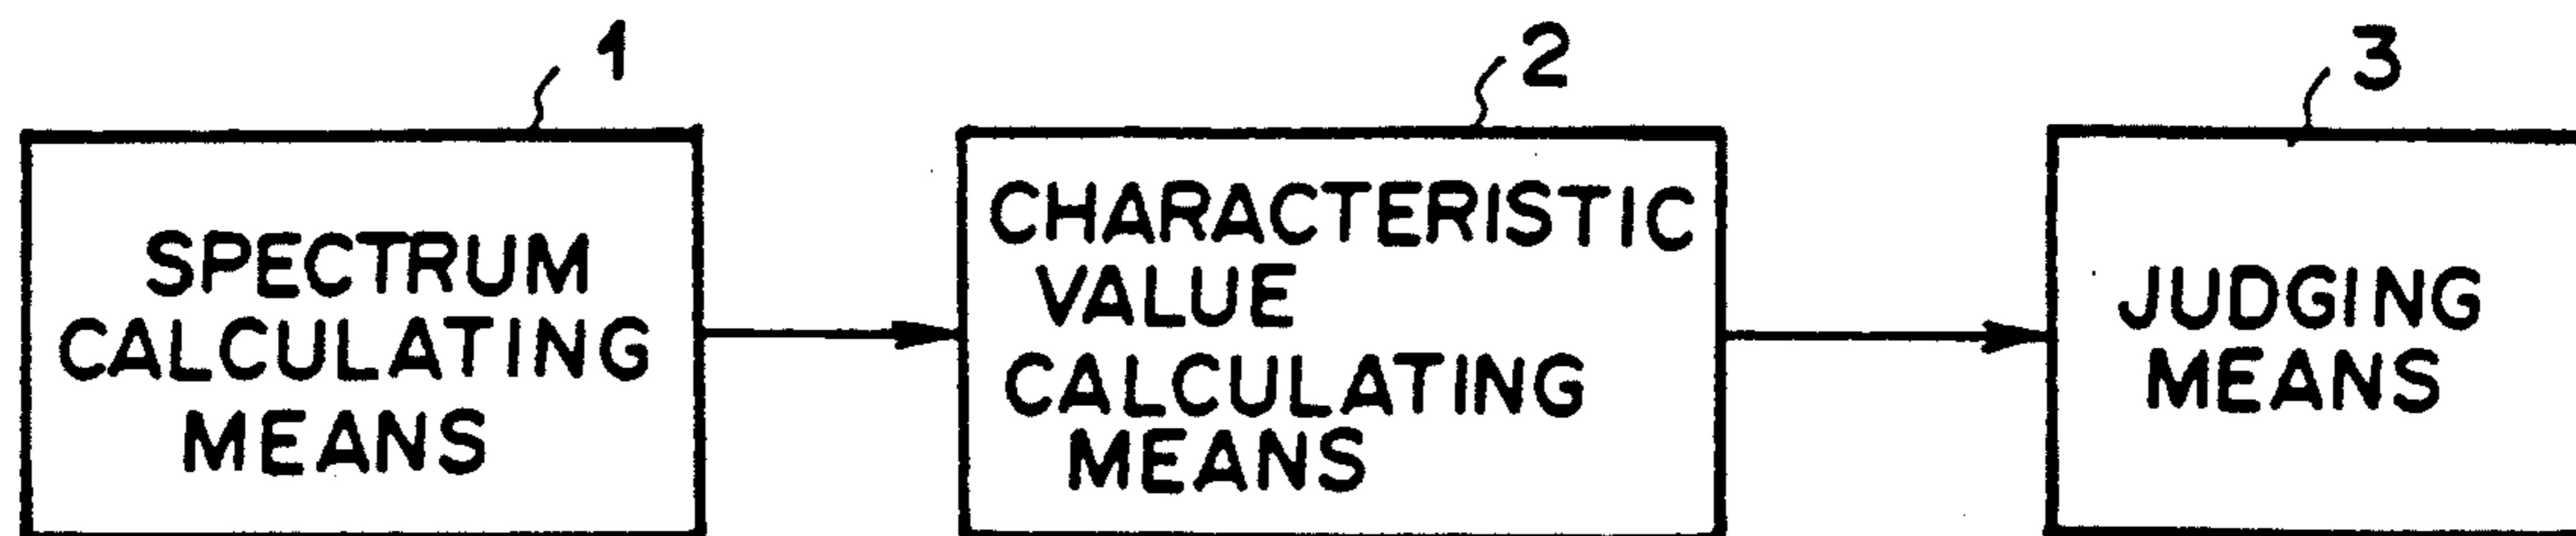 1
2
3
SPECTRUM
CALCULATING
MEANS
CHARACTERISTIC
VALUE
CALCULATING
MEANS
JUDGING
MEANS